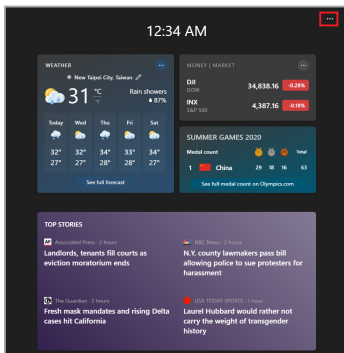 12:34 AM
WEATHER
New Taipei City, Taiwan
31 °C
°F
Rain showers
87%
Today Wed Thu Fri Sat
32° 32° 34° 33° 34°
27° 27° 28° 28° 27°
See full forecast
MONEY | MARKET
DJI
DOW
34,838.16
-0.28%
INX
S&P 500
4,387.16
-0.18%
SUMMER GAMES 2020
Medal count
Total
1 China 29 18 16 63
See full medal count on Olympics.com
TOP STORIES
AP Associated Press · 2 hours
Landlords, tenants fill courts as
eviction moratorium ends
NBC News · 2 hours
N.Y. county lawmakers pass bill
allowing police to sue protesters for
harassment
The Guardian · 2 hours
Fresh mask mandates and rising Delta
cases hit California
USA TODAY SPORTS · 1 hour
Laurel Hubbard would rather not
carry the weight of transgender
history